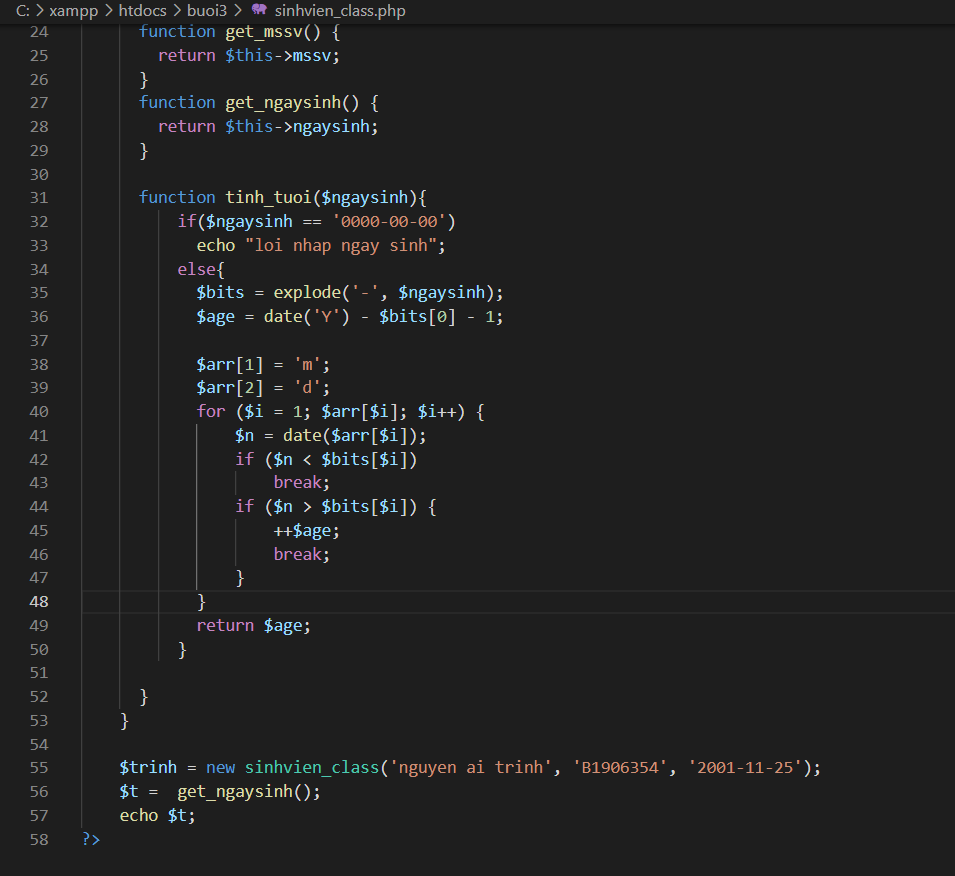 C: > xampp > htdocs > buoi3 > sinhvien_class.php
24 function get_mssv() {
25 return $this->mssv;
26 }
27 function get_ngaysinh() {
28 return $this->ngaysinh;
29 }
30
31 function tinh_tuoi($ngaysinh){
32 if($ngaysinh == '0000-00-00')
33 echo "loi nhap ngay sinh";
34 else{
35 $bits = explode('-', $ngaysinh);
36 $age = date('Y') - $bits[0] - 1;
37
38 $arr[1] = 'm';
39 $arr[2] = 'd';
40 for ($i = 1; $arr[$i]; $i++) {
41 $n = date($arr[$i]);
42 if ($n < $bits[$i])
43 break;
44 if ($n > $bits[$i]) {
45 ++$age;
46 break;
47 }
48 }
49 return $age;
50 }
51
52 }
53 }
54
55 $trinh = new sinhvien_class('nguyen ai trinh', 'B1906354', '2001-11-25');
56 $t =  get_ngaysinh();
57 echo $t;
58 ?>